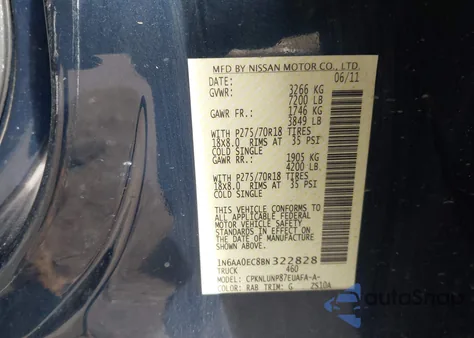 MFD BY NISSAN MOTOR CO., LTD.
DATE: 06/11
GVWR: 3266 KG
7200 LB
GAWR FR.: 1746 KG
3849 LB
WITH P275/70R18 TIRES
18X8.0 RIMS AT 35 PSI
COLD SINGLE
GAWR RR.: 1905 KG
4200 LB
WITH P275/70R18 TIRES
18X8.0 RIMS AT 35 PSI
COLD SINGLE
THIS VEHICLE CONFORMS TO
ALL APPLICABLE FEDERAL
MOTOR VEHICLE SAFETY
STANDARDS IN EFFECT ON
THE DATE OF MANUFACTURE
SHOWN ABOVE.
1N6AA0EC8BN322828
TRUCK 460
MODEL: CPKNLUNP87EUAFA-A-
COLOR: RAB TRIM: G ZS10A
AutoShop